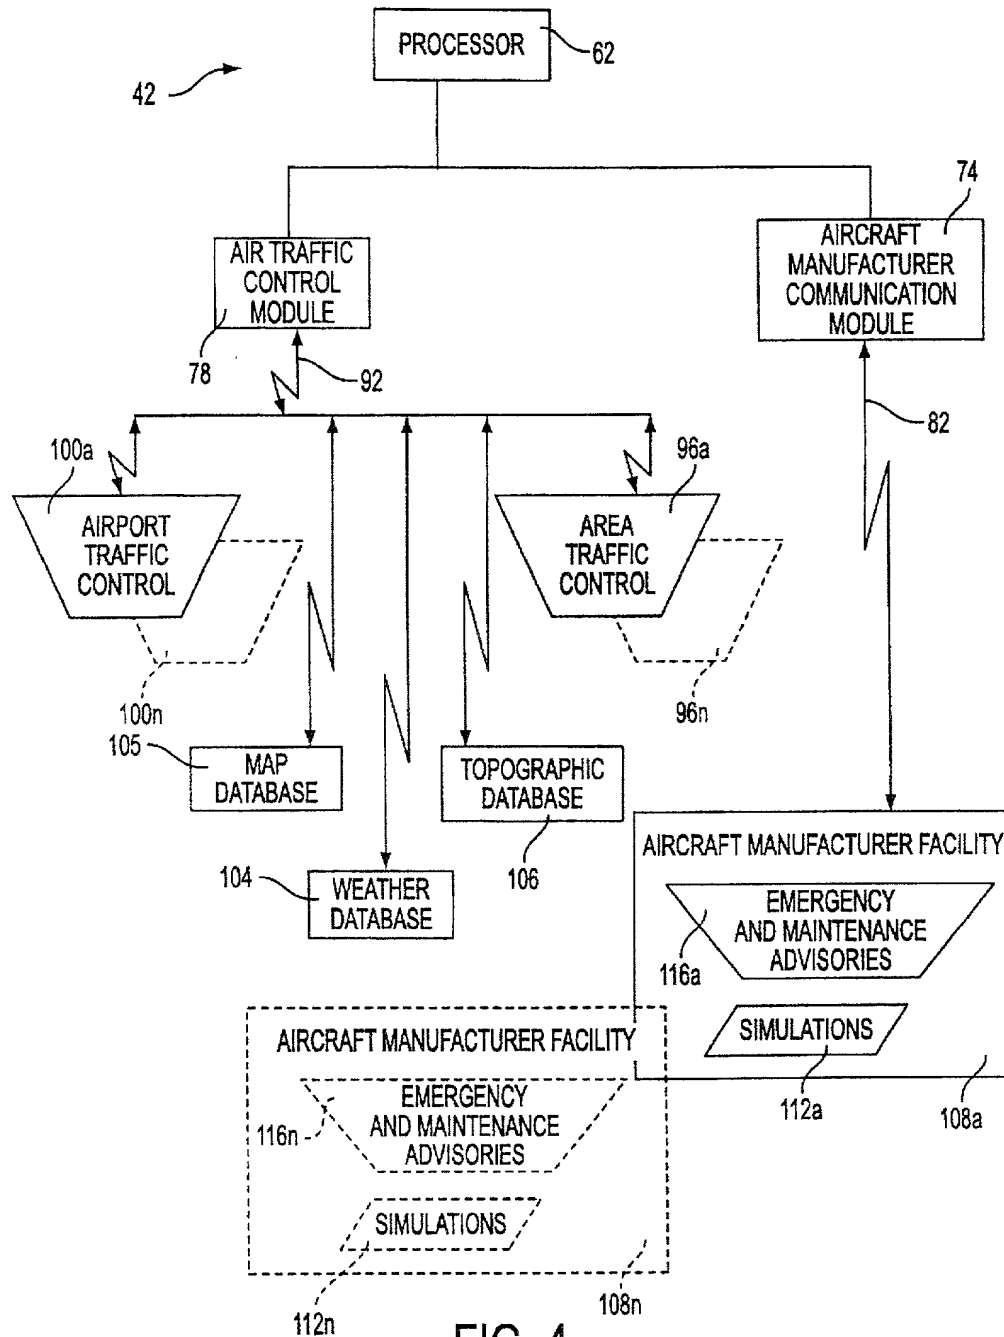 PROCESSOR
62
42
74
AIR TRAFFIC
CONTROL
MODULE
AIRCRAFT
MANUFACTURER
COMMUNICATION
MODULE
78
92
82
100a
96a
AIRPORT
TRAFFIC
CONTROL
AREA
TRAFFIC
CONTROL
100n
96n
105
MAP
DATABASE
TOPOGRAPHIC
DATABASE
106
104
WEATHER
DATABASE
AIRCRAFT MANUFACTURER FACILITY
EMERGENCY
AND MAINTENANCE
ADVISORIES
116a
SIMULATIONS
112a
108a
AIRCRAFT MANUFACTURER FACILITY
EMERGENCY
AND MAINTENANCE
ADVISORIES
116n
SIMULATIONS
112n
108n
FIG. 4